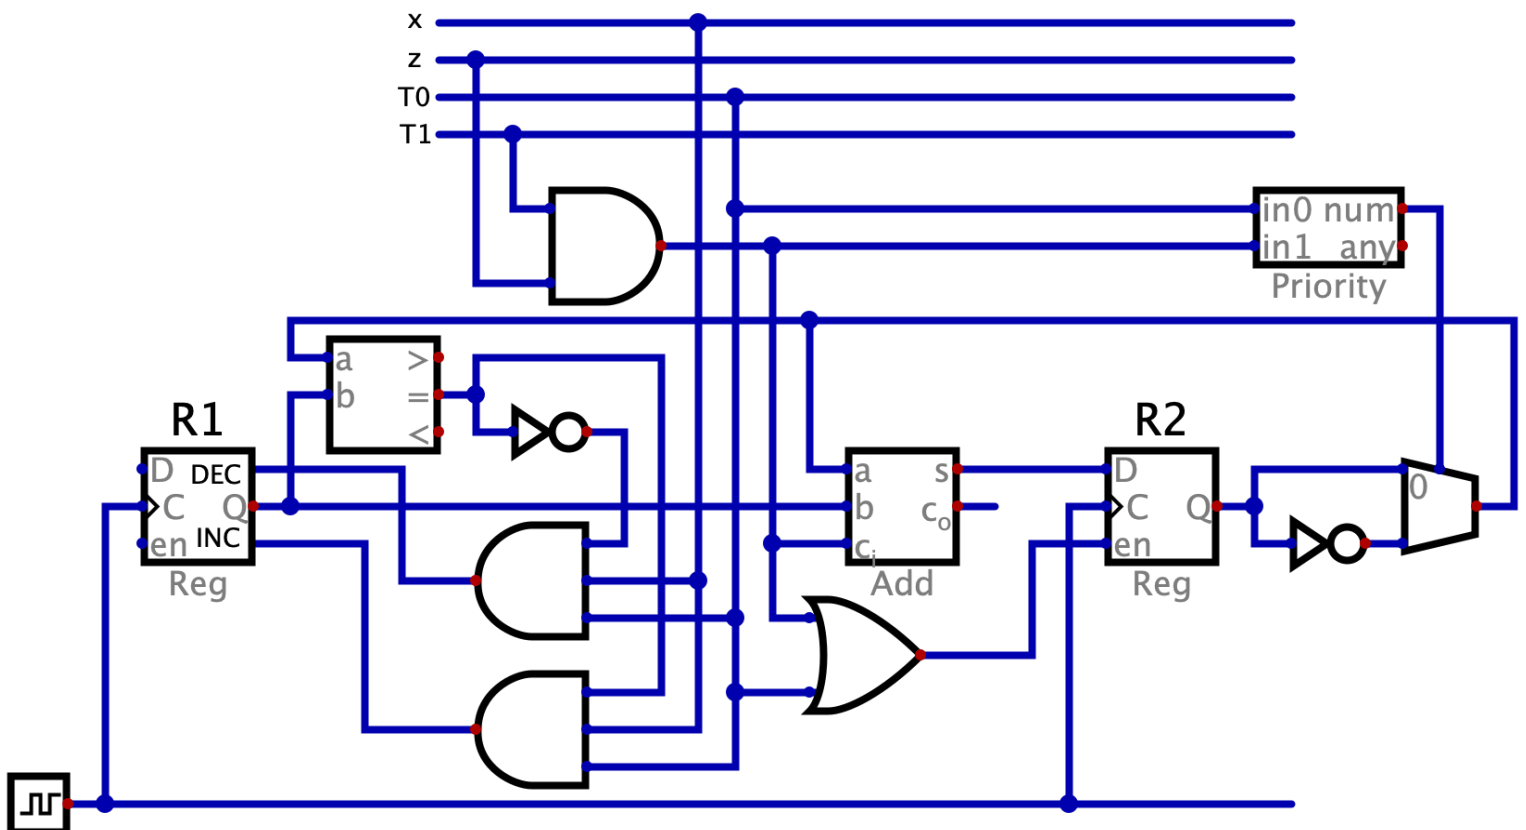 x
z
T0
T1
in0 num
in1 any
Priority
a >
b =
<
R1
D DEC
C Q
en INC
Reg
a s
b co
ci
Add
R2
D
C Q
en
Reg
0